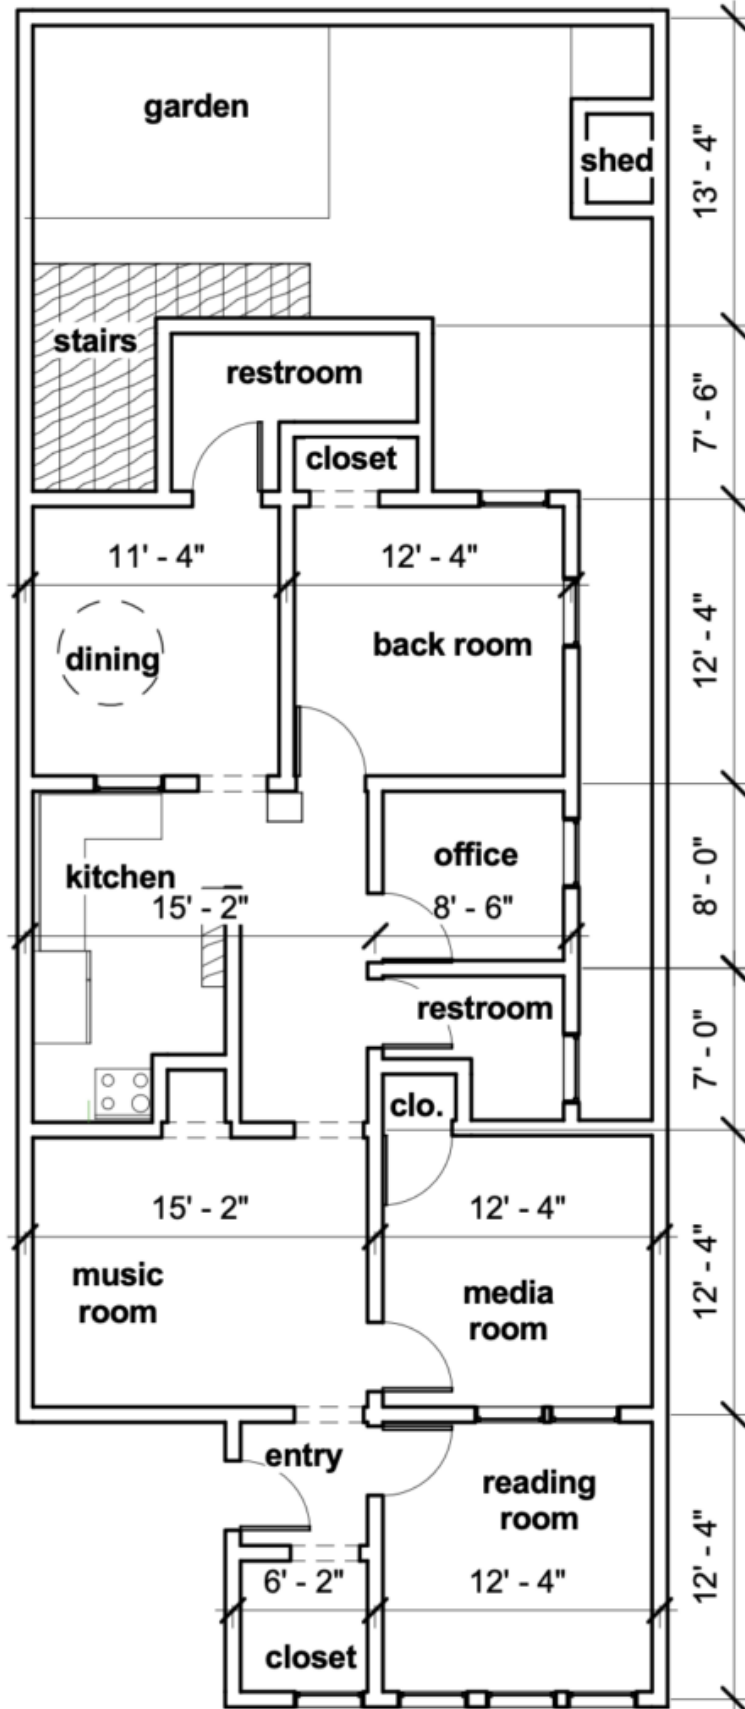 garden
shed
13' - 4"
stairs
restroom
7' - 6"
closet
11' - 4"
12' - 4"
dining
back room
12' - 4"
office
kitchen
15' - 2"
8' - 6"
8' - 0"
restroom
7' - 0"
clo.
15' - 2"
12' - 4"
music
room
media
room
12' - 4"
entry
reading
room
6' - 2"
12' - 4"
12' - 4"
closet